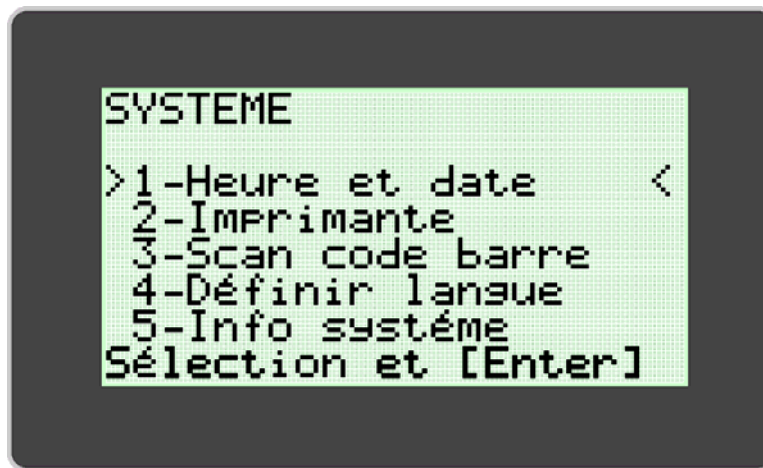 SYSTEME
>1-Heure et date <
2-Imprimante
3-Scan code barre
4-Définir langue
5-Info systéme
Sélection et [Enter]